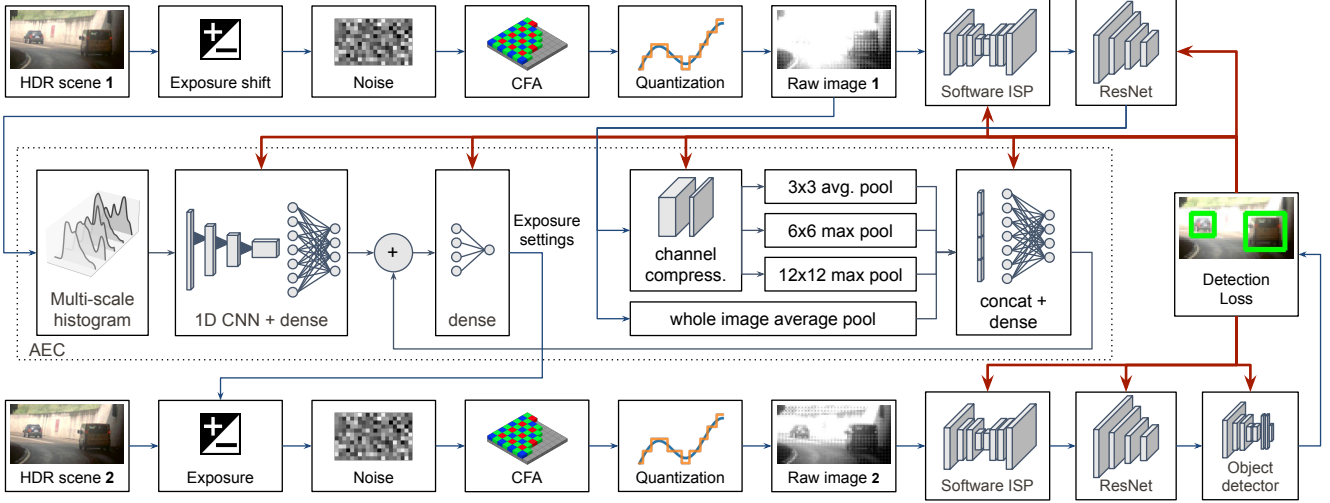 HDR scene 1
Exposure shift
Noise
CFA
Quantization
Raw image 1
Software ISP
ResNet
Multi-scale
histogram
1D CNN + dense
+
dense
Exposure
settings
channel
compress.
3x3 avg. pool
6x6 max pool
12x12 max pool
whole image average pool
concat +
dense
Detection
Loss
AEC
HDR scene 2
Exposure
Noise
CFA
Quantization
Raw image 2
Software ISP
ResNet
Object
detector